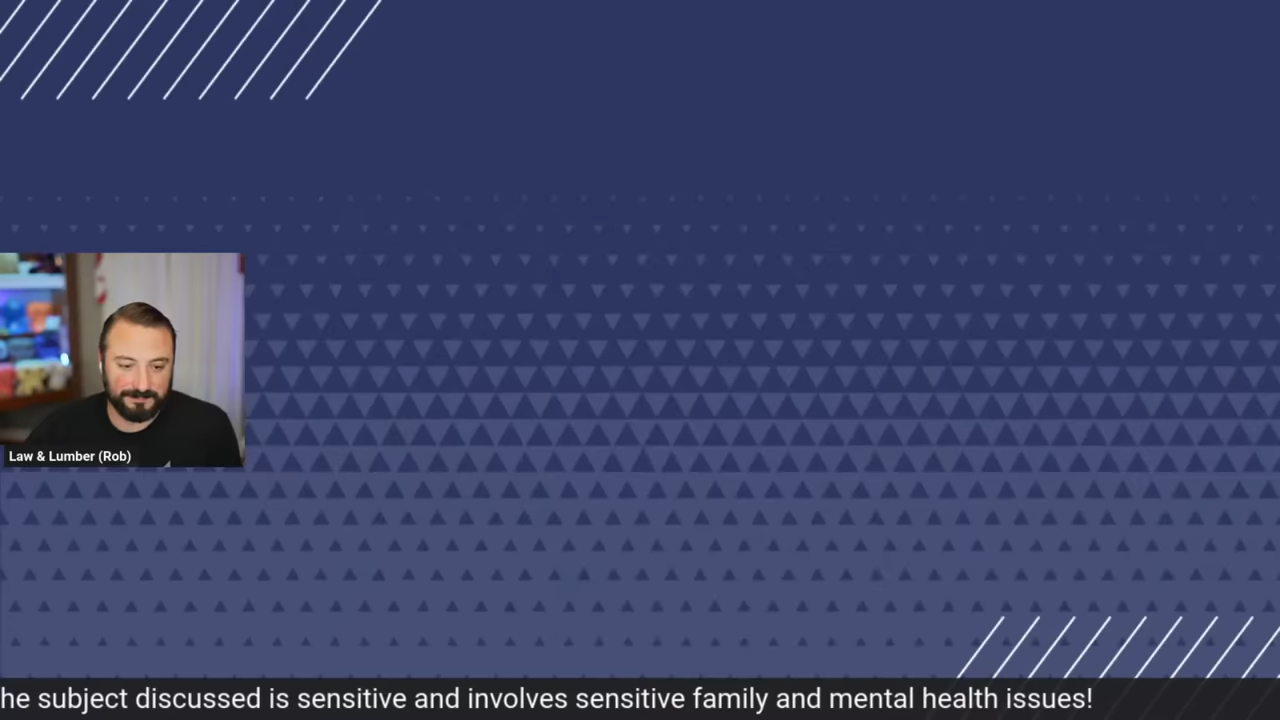 Law & Lumber (Rob)
he subject discussed is sensitive and involves sensitive family and mental health issues!